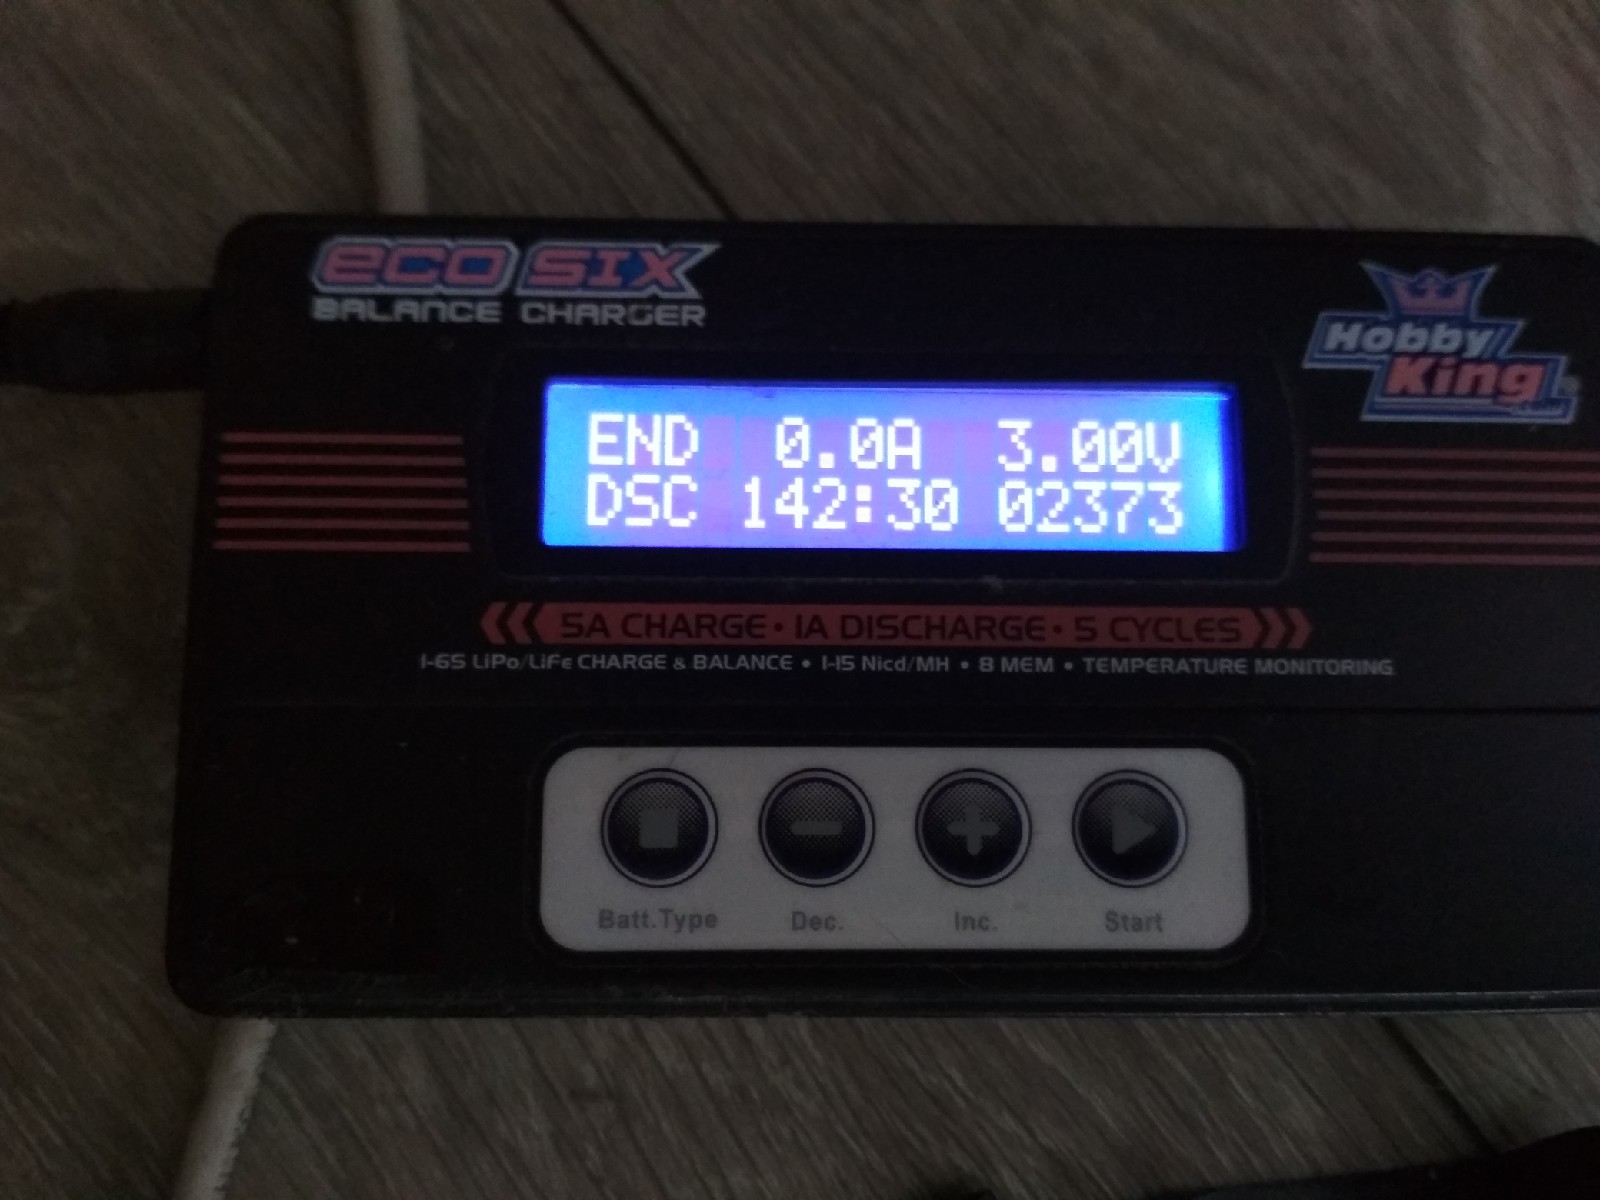 eco SIX
BALANCE CHARGER
Hobby
King
END 0.0A 3.00V
DSC 142:30 02373
5A CHARGE • 1A DISCHARGE • 5 CYCLES
1-6S LiPo/LiFe CHARGE & BALANCE • 1-15 Nicd/MH • 8 MEM • TEMPERATURE MONITORING
Batt.Type Dec. Inc. Start